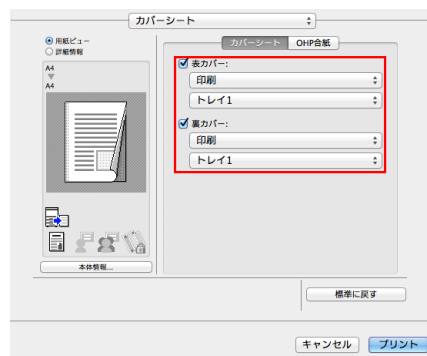 カバーシート
用紙ビュー
詳細情報
A4
A4
本体情報...
カバーシート
OHP合紙
表カバー:
印刷
トレイ1
裏カバー:
印刷
トレイ1
標準に戻す
キャンセル
プリント